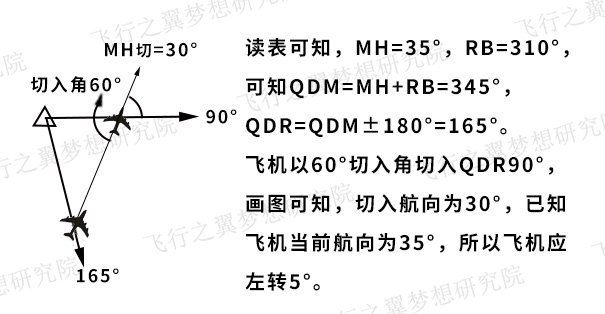 MH切=30°
切入角60°
90°
165°
读表可知，MH=35°，RB=310°，
可知QDM=MH+RB=345°，
QDR=QDM±180°=165°。
飞机以60°切入角切入QDR90°，
画图可知，切入航向为30°，已知
飞机当前航向为35°，所以飞机应
左转5°。
飞行之翼梦想研究院
飞行之翼梦想研究院
飞行之翼梦想研究院
飞行之翼梦想研究院